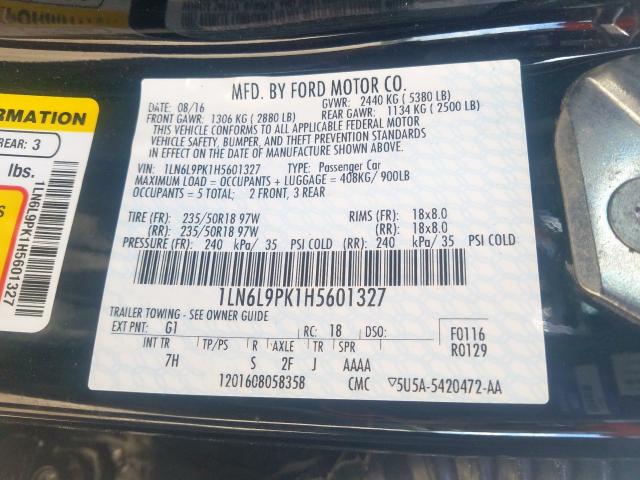 MFD. BY FORD MOTOR CO.
DATE: 08/16 GVWR: 2440 KG ( 5380 LB)
FRONT GAWR: 1306 KG ( 2880 LB) REAR GAWR: 1134 KG ( 2500 LB)
THIS VEHICLE CONFORMS TO ALL APPLICABLE FEDERAL MOTOR
VEHICLE SAFETY, BUMPER, AND THEFT PREVENTION STANDARDS
IN EFFECT ON THE DATE OF MANUFACTURE SHOWN ABOVE.
VIN: 1LN6L9PK1H5601327 TYPE: Passenger Car
MAXIMUM LOAD = OCCUPANTS + LUGGAGE = 408KG/ 900LB
OCCUPANTS = 5 TOTAL; 2 FRONT, 3 REAR
TIRE (FR): 235/50R18 97W RIMS (FR): 18x8.0
(RR): 235/50R18 97W (RR): 18x8.0
PRESSURE (FR): 240 kPa/ 35 PSI COLD (RR): 240 kPa/ 35 PSI COLD
1LN6L9PK1H5601327
TRAILER TOWING - SEE OWNER GUIDE
EXT PNT: G1 RC: 18 DSO: F0116
INT TR TP/PS R AXLE TR SPR R0129
7H S 2F J AAAA
1201608058358 CMC ▽5U5A-5420472-AA
FORMATION
REAR: 3
lbs.
1LN6L9PK1H5601327